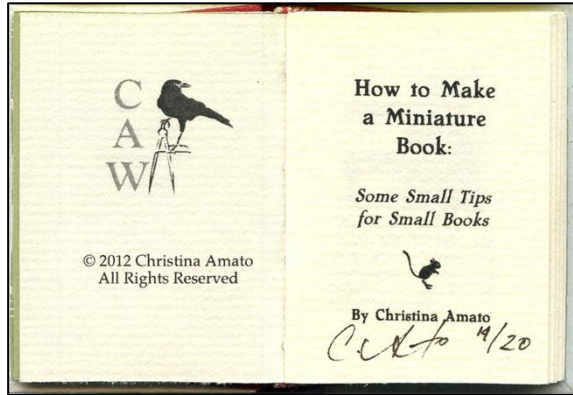 C
A
W
© 2012 Christina Amato
All Rights Reserved
How to Make
a Miniature
Book:
Some Small Tips
for Small Books
By Christina Amato
19/20